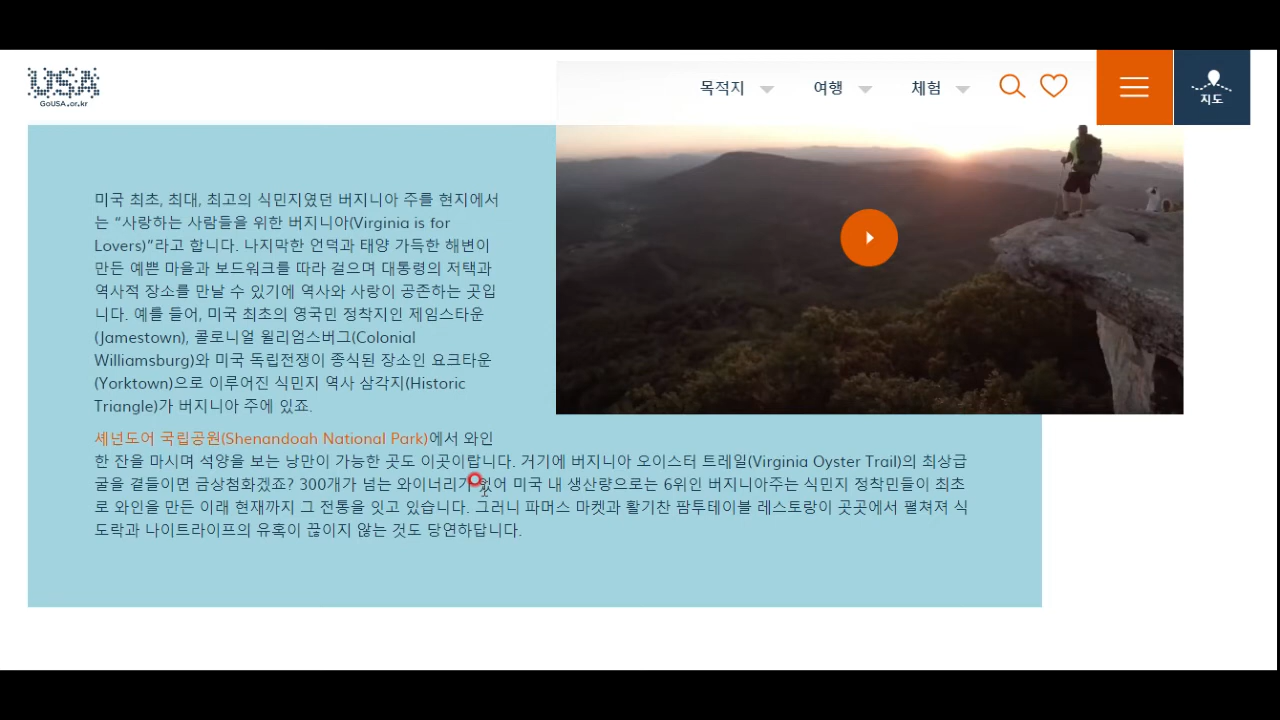 USA
GoUSA.or.kr
목적지
여행
체험
지도
미국 최초, 최대, 최고의 식민지였던 버지니아 주를 현지에서
는 “사랑하는 사람들을 위한 버지니아(Virginia is for
Lovers)”라고 합니다. 나지막한 언덕과 태양 가득한 해변이
만든 예쁜 마을과 보드워크를 따라 걸으며 대통령의 저택과
역사적 장소를 만날 수 있기에 역사와 사랑이 공존하는 곳입
니다. 예를 들어, 미국 최초의 영국민 정착지인 제임스타운
(Jamestown), 콜로니얼 윌리엄스버그(Colonial
Williamsburg)와 미국 독립전쟁이 종식된 장소인 요크타운
(Yorktown)으로 이루어진 식민지 역사 삼각지(Historic
Triangle)가 버지니아 주에 있죠.
셰넌도어 국립공원(Shenandoah National Park)에서 와인
한 잔을 마시며 석양을 보는 낭만이 가능한 곳도 이곳이랍니다. 거기에 버지니아 오이스터 트레일(Virginia Oyster Trail)의 최상급
굴을 곁들이면 금상첨화겠죠? 300개가 넘는 와이너리가 있어 미국 내 생산량으로는 6위인 버지니아주는 식민지 정착민들이 최초
로 와인을 만든 이래 현재까지 그 전통을 잇고 있습니다. 그러니 파머스 마켓과 활기찬 팜투테이블 레스토랑이 곳곳에서 펼쳐져 식
도락과 나이트라이프의 유혹이 끊이지 않는 것도 당연하답니다.